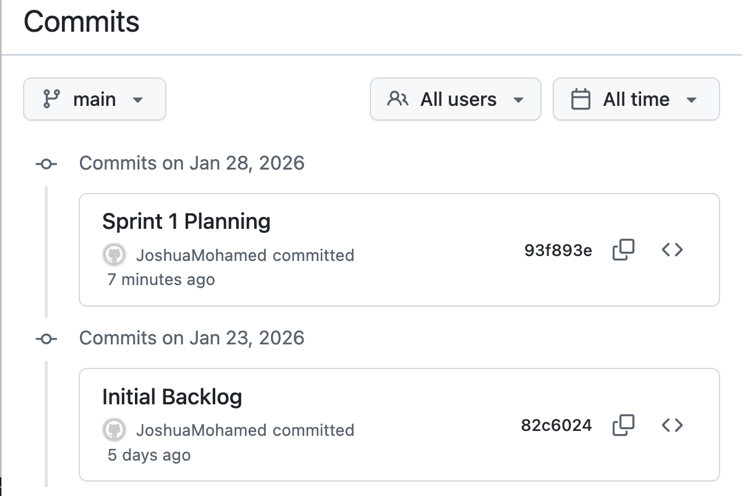 Commits
main
All users
All time
Commits on Jan 28, 2026
Sprint 1 Planning
JoshuaMohamed committed
7 minutes ago
93f893e
Commits on Jan 23, 2026
Initial Backlog
JoshuaMohamed committed
5 days ago
82c6024